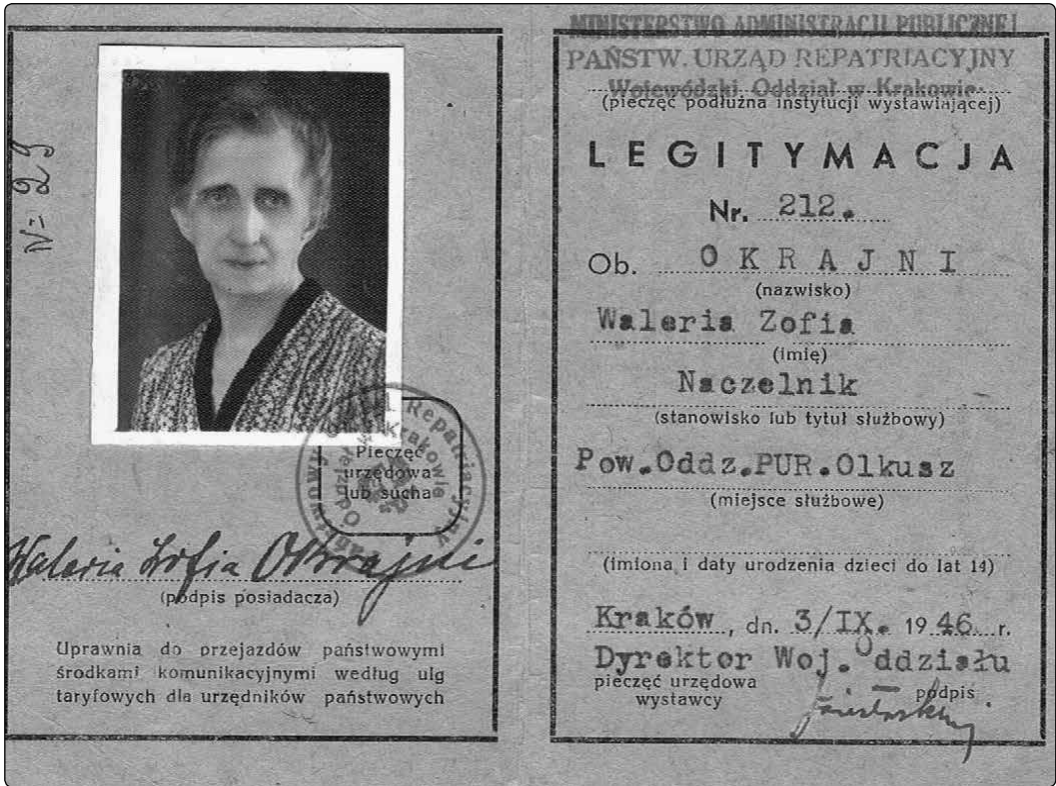 N= 29
Pieczęć
urzędowa
lub sucha
Waleria Zofia Okrajni
(podpis posiadacza)
Uprawnia do przejazdów państwowymi
środkami komunikacyjnymi według ulg
taryfowych dla urzędników państwowych
MINISTERSTWO ADMINISTRACJI PUBLICZNEJ
PAŃSTW. URZĄD REPATRIACYJNY
Wojewódzki Oddział w Krakowie
(pieczęć podłużna instytucji wystawiającej)
LEGITYMACJA
Nr. 212.
Ob. OKRAJNI
(nazwisko)
Waleria Zofia
(imię)
Naczelnik
(stanowisko lub tytuł służbowy)
Pow.Oddz.PUR.Olkusz
(miejsce służbowe)
(imiona i daty urodzenia dzieci do lat 14)
Kraków, dn. 3/IX. 1946 r.
Dyrektor Woj. Oddziału
pieczęć urzędowa podpis
wystawcy